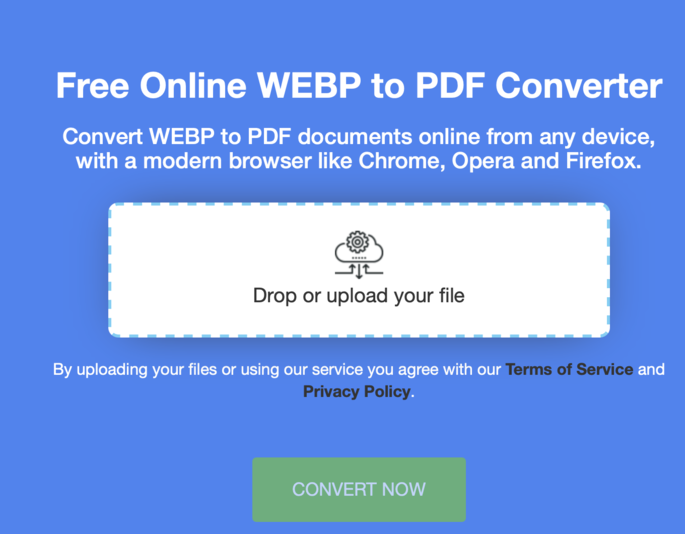 Free Online WEBP to PDF Converter
Convert WEBP to PDF documents online from any device,
with a modern browser like Chrome, Opera and Firefox.
Drop or upload your file
By uploading your files or using our service you agree with our Terms of Service and
Privacy Policy.
CONVERT NOW